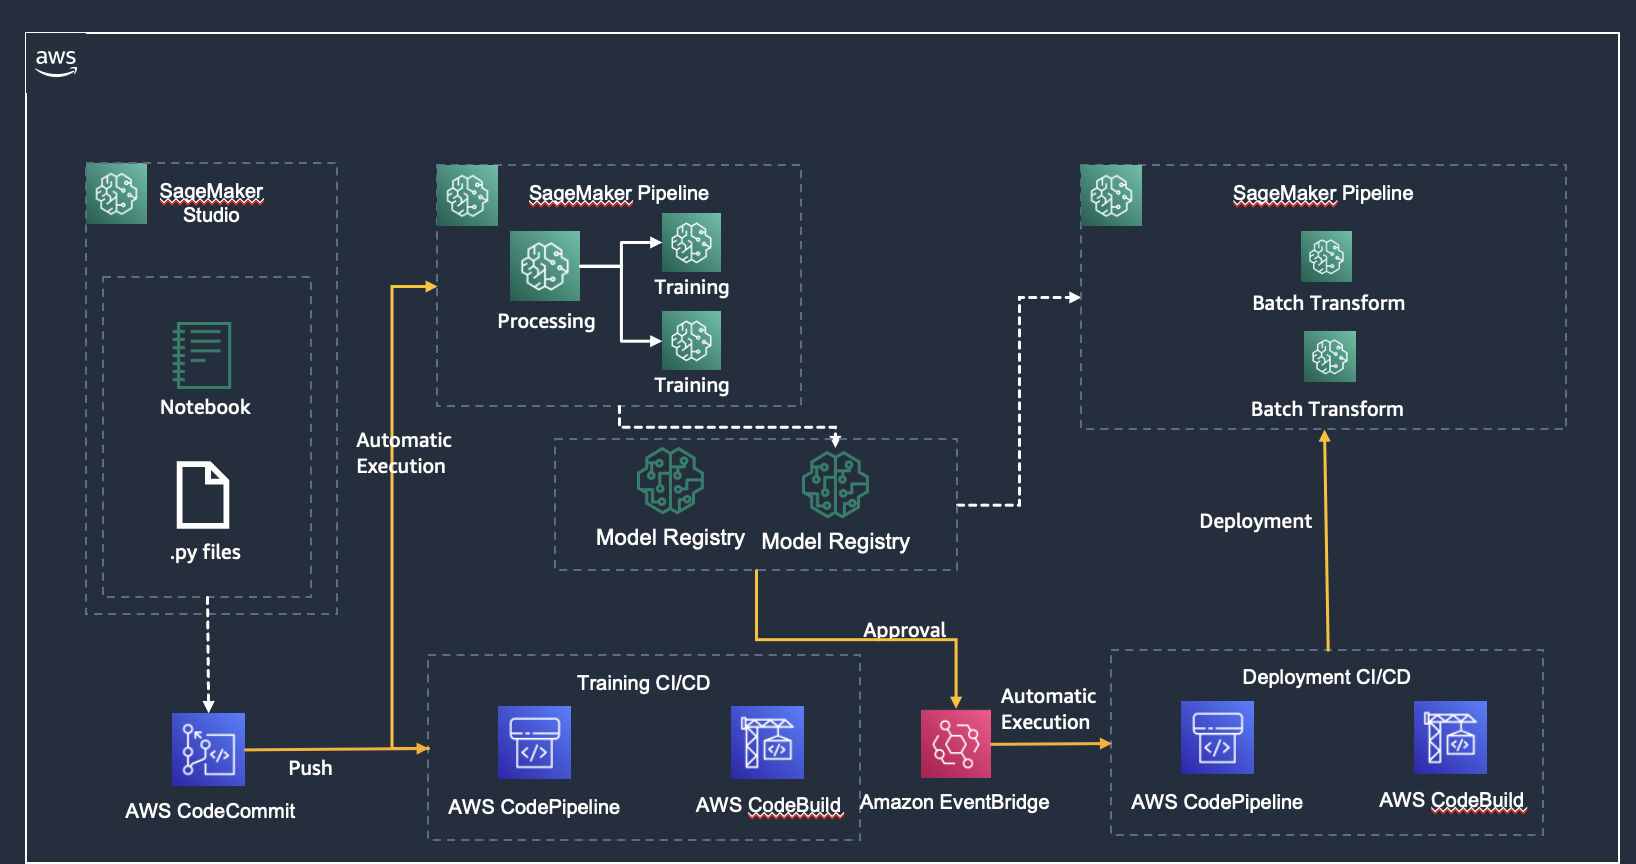 aws
SageMaker
Studio
Notebook
.py files
AWS CodeCommit
Push
Automatic
Execution
SageMaker Pipeline
Processing
Training
Training
Model Registry
Model Registry
Approval
Training CI/CD
AWS CodePipeline
AWS CodeBuild
Amazon EventBridge
Automatic
Execution
Deployment CI/CD
AWS CodePipeline
AWS CodeBuild
Deployment
SageMaker Pipeline
Batch Transform
Batch Transform